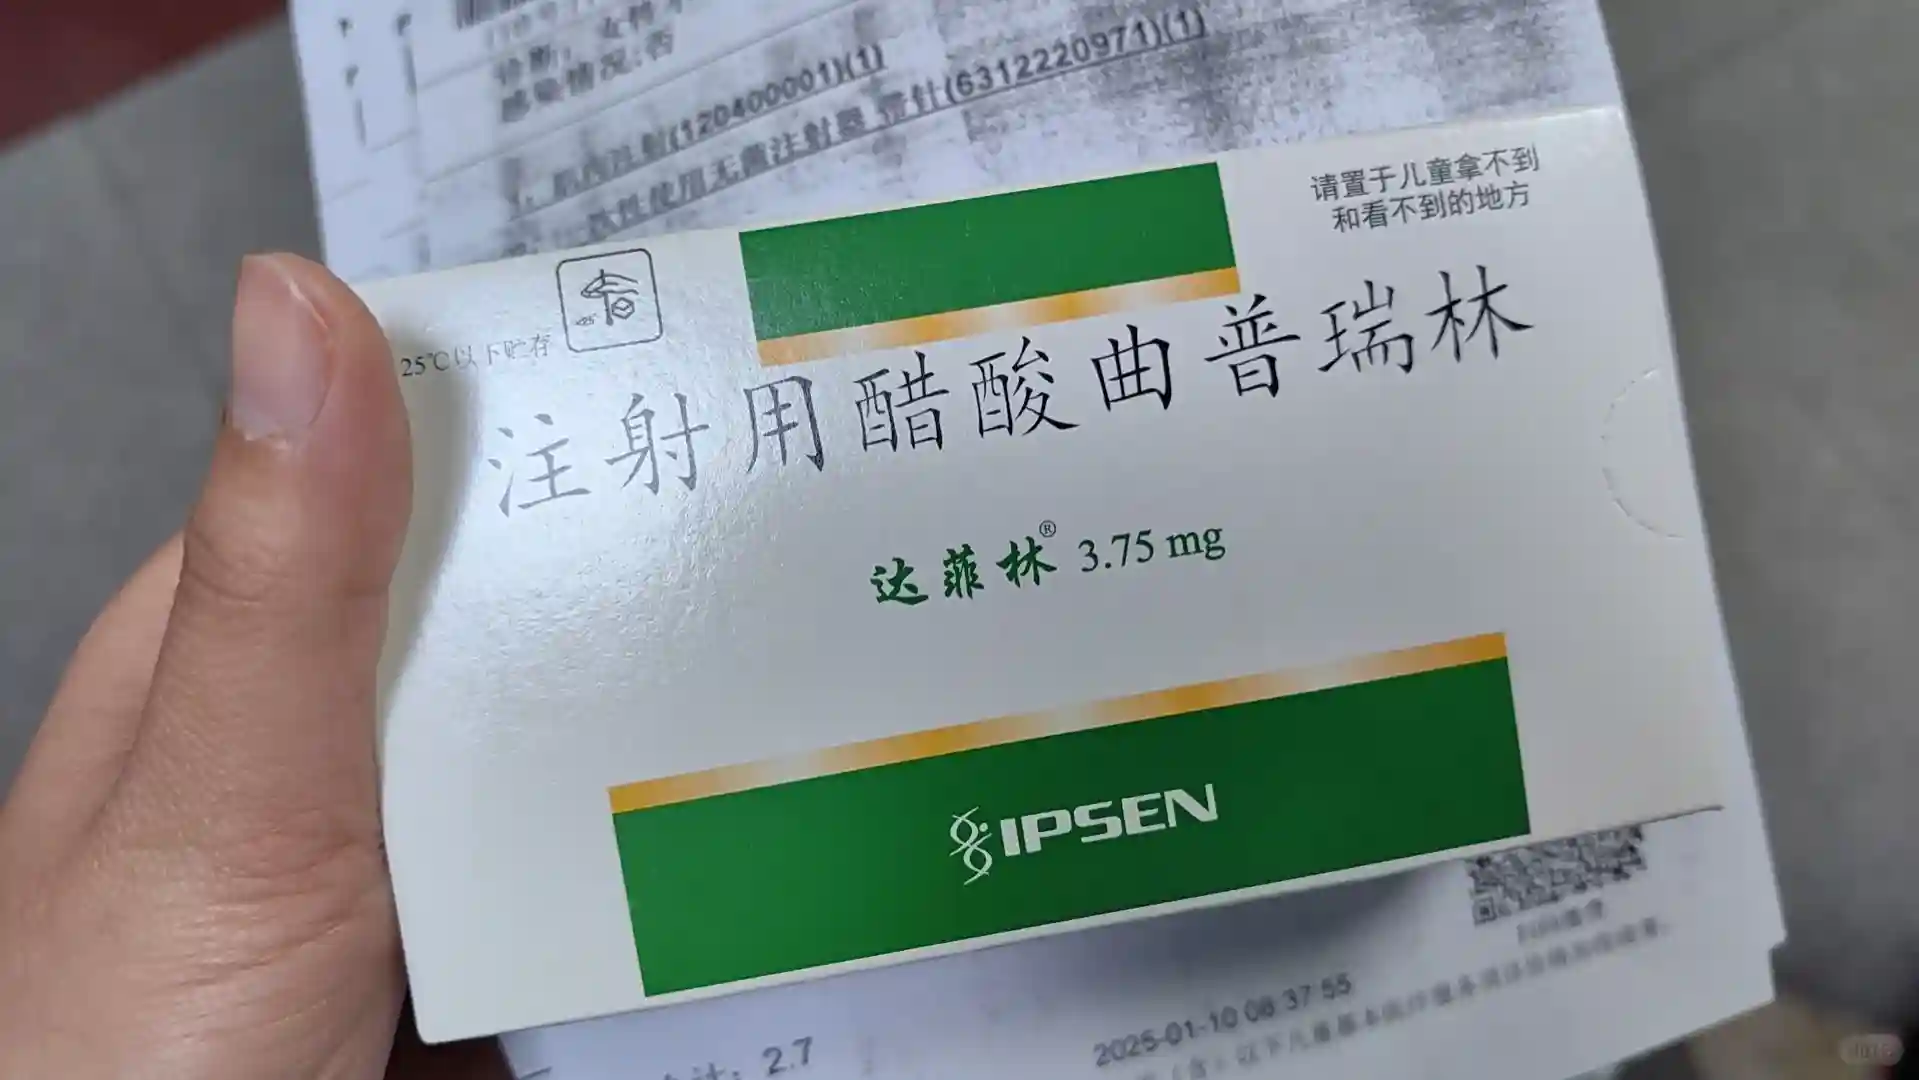 感染情况:否
1、肌肉注射(120400001)(1)
一次性使用无菌注射器 带针(6312220971)(1)
请置于儿童拿不到
和看不到的地方
25℃以下贮存
注射用醋酸曲普瑞林
达菲林® 3.75 mg
IPSEN
2.7
2025-01-10 08:37:55